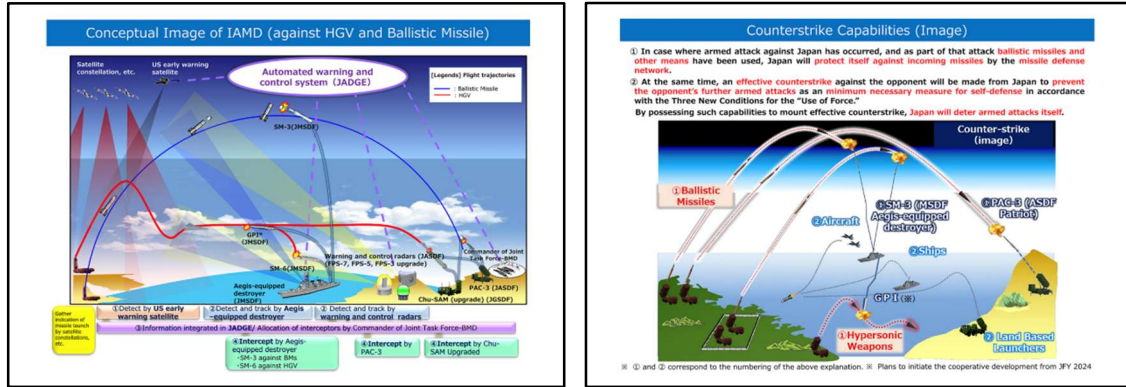 Conceptual Image of IAMD (against HGV and Ballistic Missile)
Satellite
constellation, etc.
US early warning
satellite
Automated warning and
control system (JADGE)
[Legends] Flight trajectories
: Ballistic Missile
: HGV
SM-3(JMSDF)
GPI*
(JMSDF)
SM-6(JMSDF)
Warning and control radars (JASDF)
(FPS-7, FPS-5, FPS-3 upgrade)
Commander of Joint
Task Force-BMD
Aegis-equipped
destroyer
(JMSDF)
PAC-3 (JASDF)
Chu-SAM (upgrade) (JGSDF)
Gather
indication of
missile launch
by satellite
constellations,
etc.
①Detect by US early
warning satellite
②Detect and track by Aegis
-equipped destroyer
② Detect and track by
warning and control radars
③Information integrated in JADGE/ Allocation of interceptors by Commander of Joint Task Force-BMD
④Intercept by Aegis-
equipped destroyer
・SM-3 against BMs
・SM-6 against HGV
④Intercept by
PAC-3
④Intercept by Chu-
SAM Upgraded
Counterstrike Capabilities (Image)
① In case where armed attack against Japan has occurred, and as part of that attack ballistic missiles and
other means have been used, Japan will protect itself against incoming missiles by the missile defense
network.
② At the same time, an effective counterstrike against the opponent will be made from Japan to prevent
the opponent's further armed attacks as an minimum necessary measure for self-defense in accordance
with the Three New Conditions for the "Use of Force."
By possessing such capabilities to mount effective counterstrike, Japan will deter armed attacks itself.
Counter-strike
(image)
①Ballistic
Missiles
①SM-3 (MSDF
Aegis-equipped
destroyer)
①PAC-3 (ASDF
Patriot)
②Aircraft
②Ships
GPI (※)
①Hypersonic
Weapons
② Land Based
Launchers
※ ① and ② correspond to the numbering of the above explanation. ※ Plans to initiate the cooperative development from JFY 2024